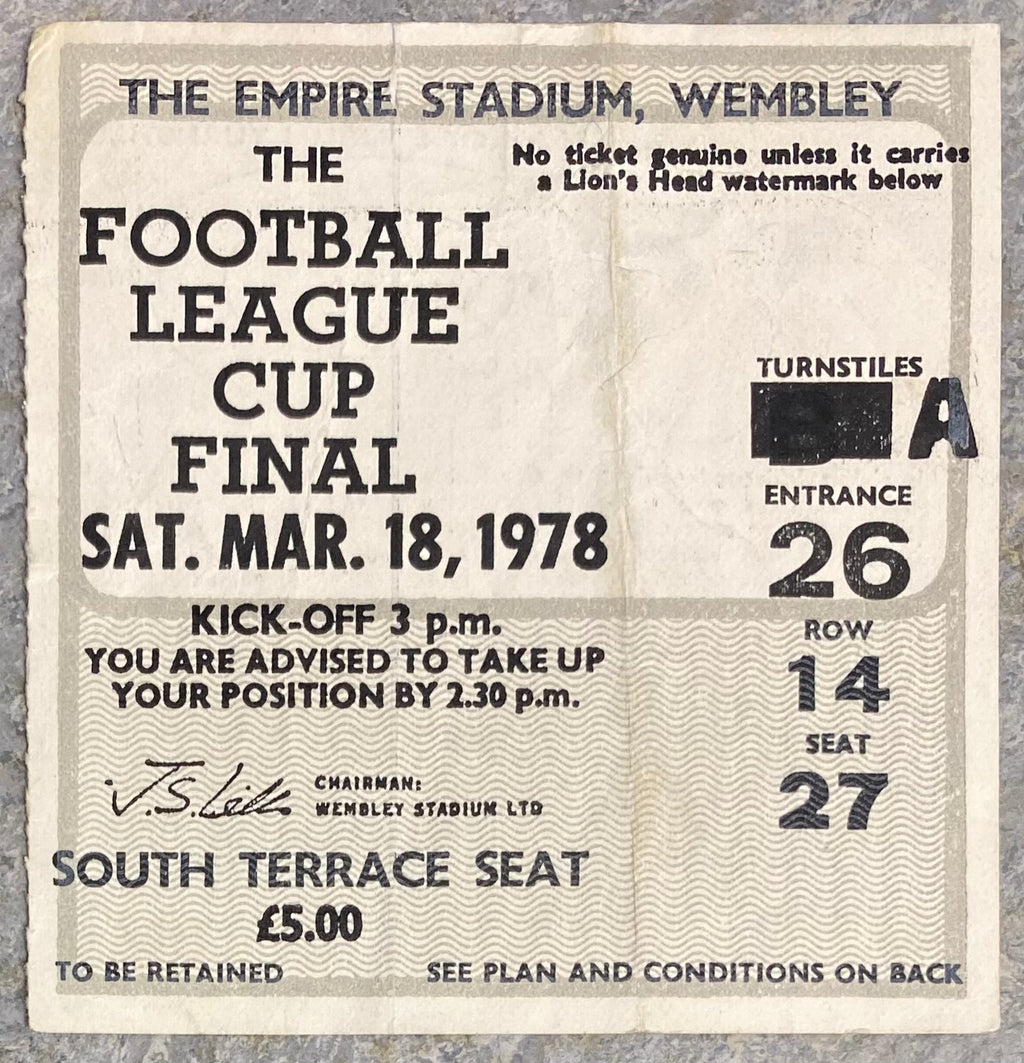 THE EMPIRE STADIUM, WEMBLEY
THE
FOOTBALL
LEAGUE
CUP
FINAL
SAT. MAR. 18, 1978
KICK-OFF 3 p.m.
YOU ARE ADVISED TO TAKE UP
YOUR POSITION BY 2.30 p.m.
No ticket genuine unless it carries
a Lion's Head watermark below
TURNSTILES
A
ENTRANCE
26
ROW
14
SEAT
27
CHAIRMAN:
WEMBLEY STADIUM LTD
SOUTH TERRACE SEAT
£5.00
TO BE RETAINED
SEE PLAN AND CONDITIONS ON BACK